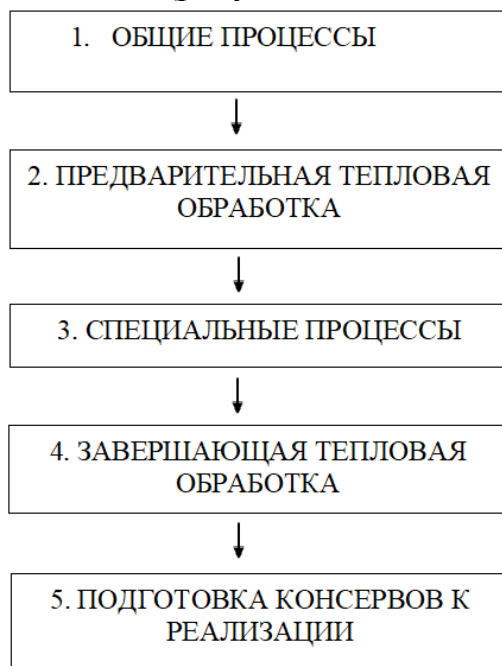 1. ОБЩИЕ ПРОЦЕССЫ
2. ПРЕДВАРИТЕЛЬНАЯ ТЕПЛОВАЯ
ОБРАБОТКА
3. СПЕЦИАЛЬНЫЕ ПРОЦЕССЫ
4. ЗАВЕРШАЮЩАЯ ТЕПЛОВАЯ
ОБРАБОТКА
5. ПОДГОТОВКА КОНСЕРВОВ К
РЕАЛИЗАЦИИ